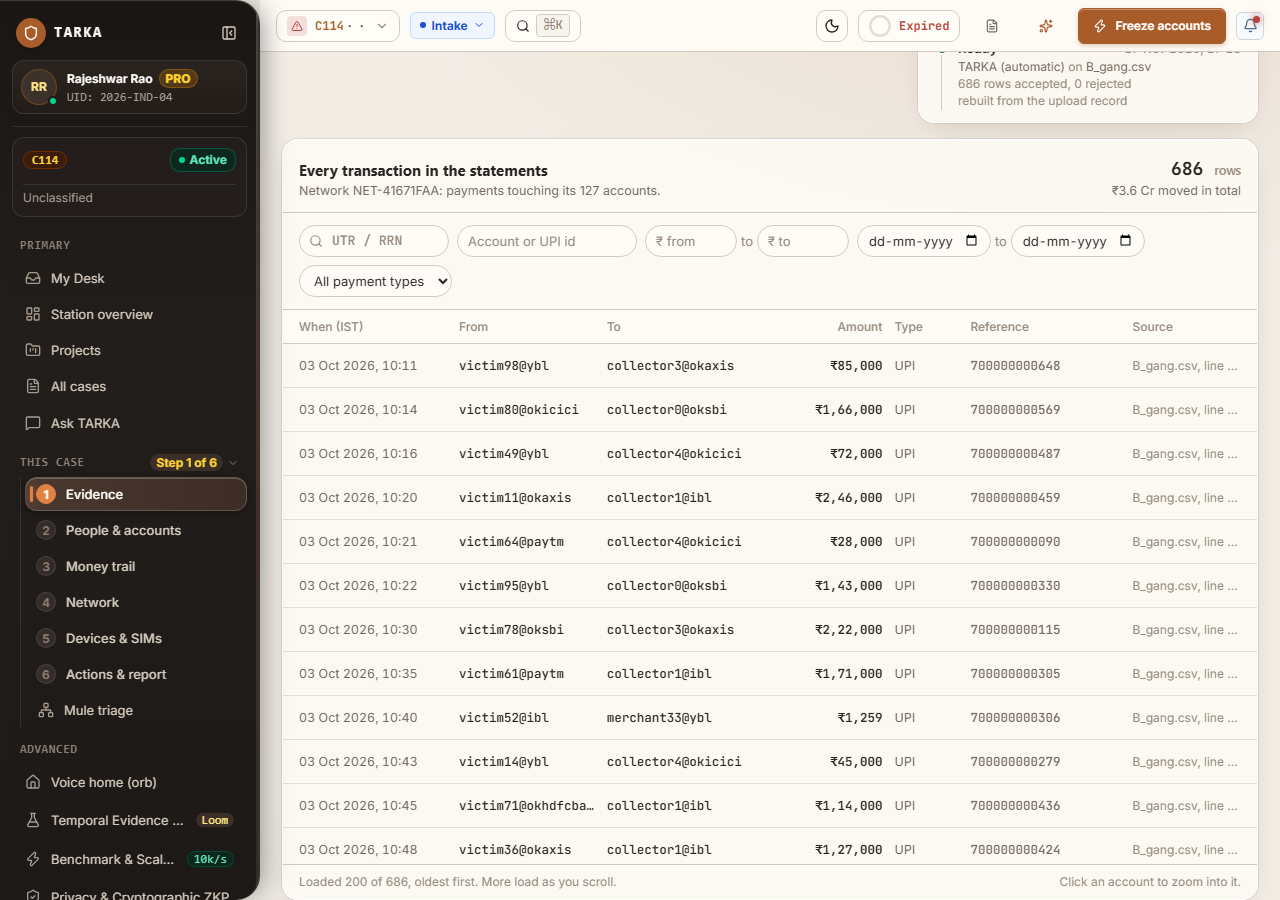 TARKA
Rajeshwar Rao PRO
UID: 2026-IND-04
C114 Active
Unclassified
PRIMARY
My Desk
Station overview
Projects
All cases
Ask TARKA
THIS CASE Step 1 of 6
1 Evidence
2 People & accounts
3 Money trail
4 Network
5 Devices & SIMs
6 Actions & report
Mule triage
ADVANCED
Voice home (orb)
Temporal Evidence ... Loom
Benchmark & Scal... 10k/s
Privacy & Cryptographic ZKP
C114 · · Intake ⌘K Expired Freeze accounts
TARKA (automatic) on B_gang.csv
686 rows accepted, 0 rejected
rebuilt from the upload record
Every transaction in the statements 686 rows
Network NET-41671FAA: payments touching its 127 accounts. ₹3.6 Cr moved in total
UTR / RRN Account or UPI id ₹ from to ₹ to dd-mm-yyyy to dd-mm-yyyy
All payment types
When (IST) From To Amount Type Reference Source
03 Oct 2026, 10:11 victim98@ybl collector3@okaxis ₹85,000 UPI 700000000648 B_gang.csv, line ...
03 Oct 2026, 10:14 victim80@okicici collector0@oksbi ₹1,66,000 UPI 700000000569 B_gang.csv, line ...
03 Oct 2026, 10:16 victim49@ybl collector4@okicici ₹72,000 UPI 700000000487 B_gang.csv, line ...
03 Oct 2026, 10:20 victim11@okaxis collector1@ibl ₹2,46,000 UPI 700000000459 B_gang.csv, line ...
03 Oct 2026, 10:21 victim64@paytm collector4@okicici ₹28,000 UPI 700000000090 B_gang.csv, line ...
03 Oct 2026, 10:22 victim95@ybl collector0@oksbi ₹1,43,000 UPI 700000000330 B_gang.csv, line ...
03 Oct 2026, 10:30 victim78@oksbi collector3@okaxis ₹2,22,000 UPI 700000000115 B_gang.csv, line ...
03 Oct 2026, 10:35 victim61@paytm collector1@ibl ₹1,71,000 UPI 700000000305 B_gang.csv, line ...
03 Oct 2026, 10:40 victim52@ibl merchant33@ybl ₹1,259 UPI 700000000306 B_gang.csv, line ...
03 Oct 2026, 10:43 victim14@ybl collector4@okicici ₹45,000 UPI 700000000279 B_gang.csv, line ...
03 Oct 2026, 10:45 victim71@okhdfcba... collector1@ibl ₹1,14,000 UPI 700000000436 B_gang.csv, line ...
03 Oct 2026, 10:48 victim36@okaxis collector1@ibl ₹1,27,000 UPI 700000000424 B_gang.csv, line ...
Loaded 200 of 686, oldest first. More load as you scroll. Click an account to zoom into it.